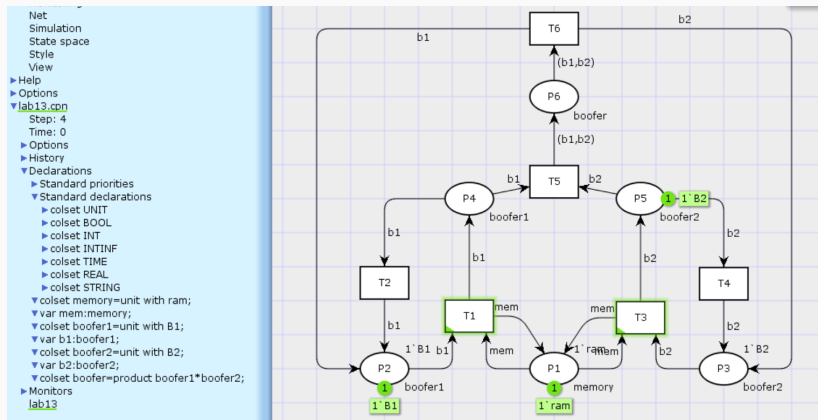 Net
Simulation
State space
Style
View
Help
Options
lab13.cpn
Step: 4
Time: 0
Options
History
Declarations
Standard priorities
Standard declarations
colset UNIT
colset BOOL
colset INT
colset INTINF
colset TIME
colset REAL
colset STRING
colset memory=unit with ram;
var mem:memory;
colset boofer1=unit with B1;
var b1:boofer1;
colset boofer2=unit with B2;
var b2:boofer2;
colset boofer=product boofer1*boofer2;
Monitors
lab13
b1
T6
b2
(b1,b2)
P6
boofer
(b1,b2)
b1
T5
b2
P4
boofer1
P5
1
1`B2
boofer2
b1
b1
b2
b2
T2
T1
mem
mem
T3
T4
b1
1`B1
b1
mem
1`ram
mem
b2
b2
1`B2
P2
boofer1
P1
memory
P3
boofer2
1
1`B1
1
1`ram